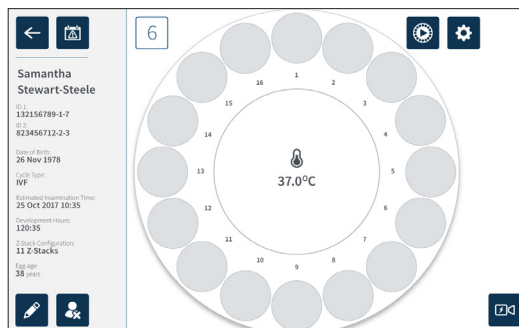 6
Samantha
Stewart-Steele
ID 1:
132156789-1-7
ID 2:
823456712-2-3
Date of Birth:
26 Nov 1978
Cycle Type:
IVF
Estimated Insemination Time:
25 Oct 2017 10:35
Development Hours:
120:35
Z-Stack Configuration:
11 Z-Stacks
Egg age:
38 years
1
2
3
4
5
6
7
8
9
10
11
12
13
14
15
16
37.0°C